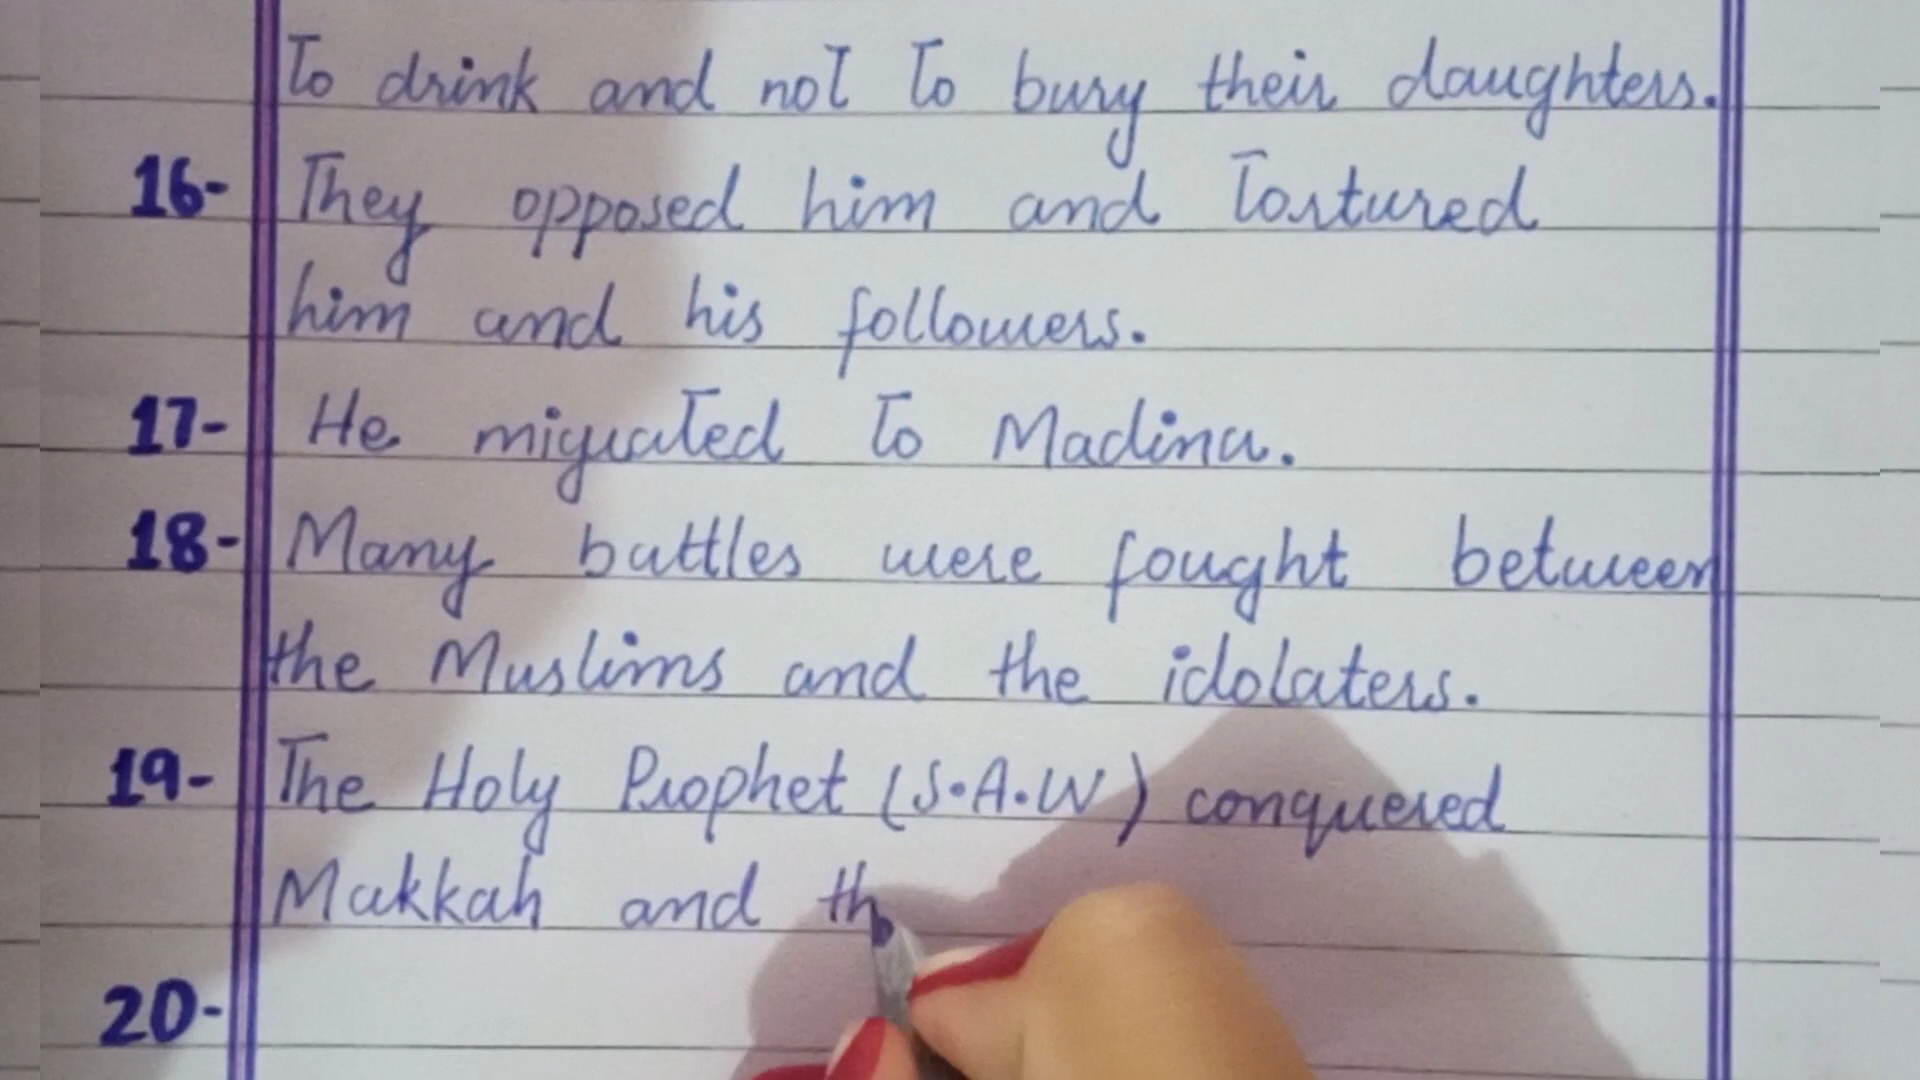 To drink and not to bury their daughters.
16- They opposed him and tortured
him and his followers.
17- He migrated to Madina.
18- Many battles were fought between
the Muslims and the idolaters.
19- The Holy Prophet (S.A.W) conquered
Makkah and th
20-